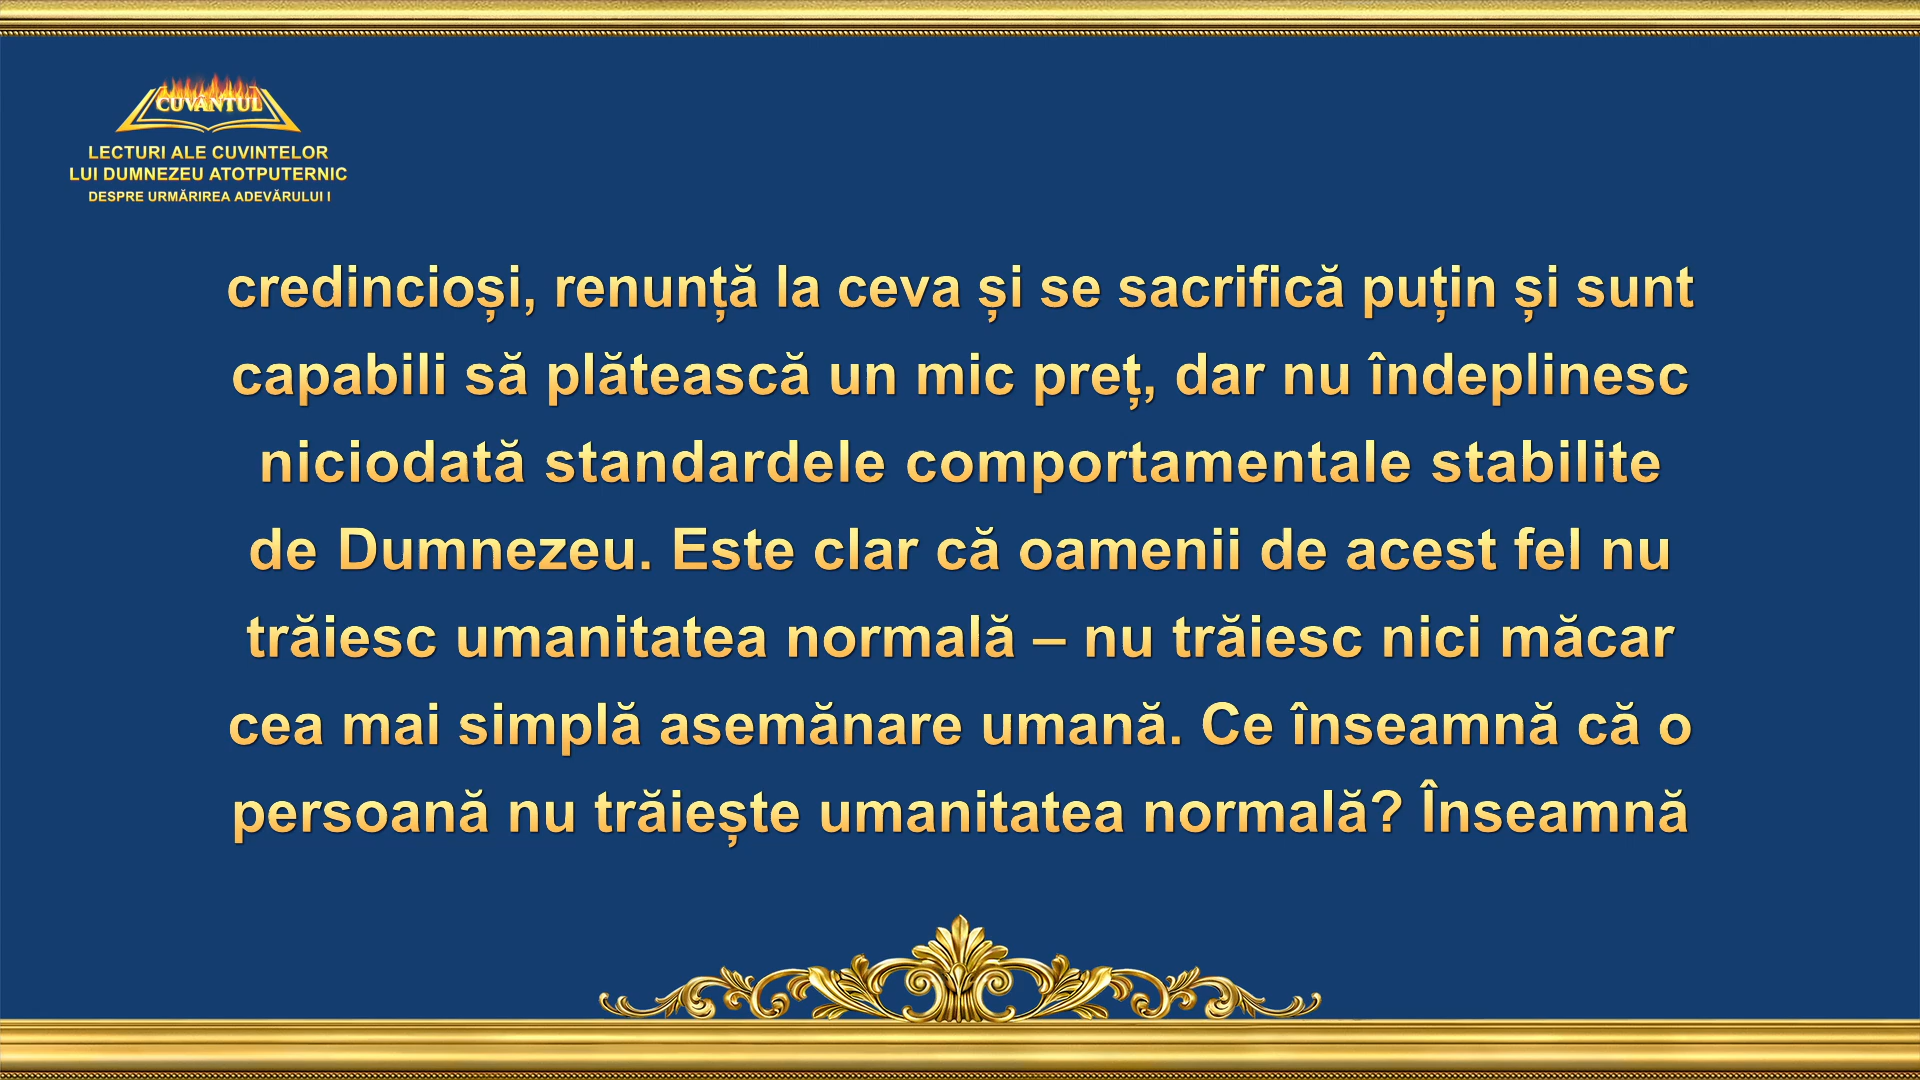 CUVÂNTUL
LECTURI ALE CUVINTELOR
LUI DUMNEZEU ATOTPUTERNIC
DESPRE URMĂRIREA ADEVĂRULUI I
credincioși, renunță la ceva și se sacrifică puțin și sunt
capabili să plătească un mic preț, dar nu îndeplinesc
niciodată standardele comportamentale stabilite
de Dumnezeu. Este clar că oamenii de acest fel nu
trăiesc umanitatea normală – nu trăiesc nici măcar
cea mai simplă asemănare umană. Ce înseamnă că o
persoană nu trăiește umanitatea normală? Înseamnă